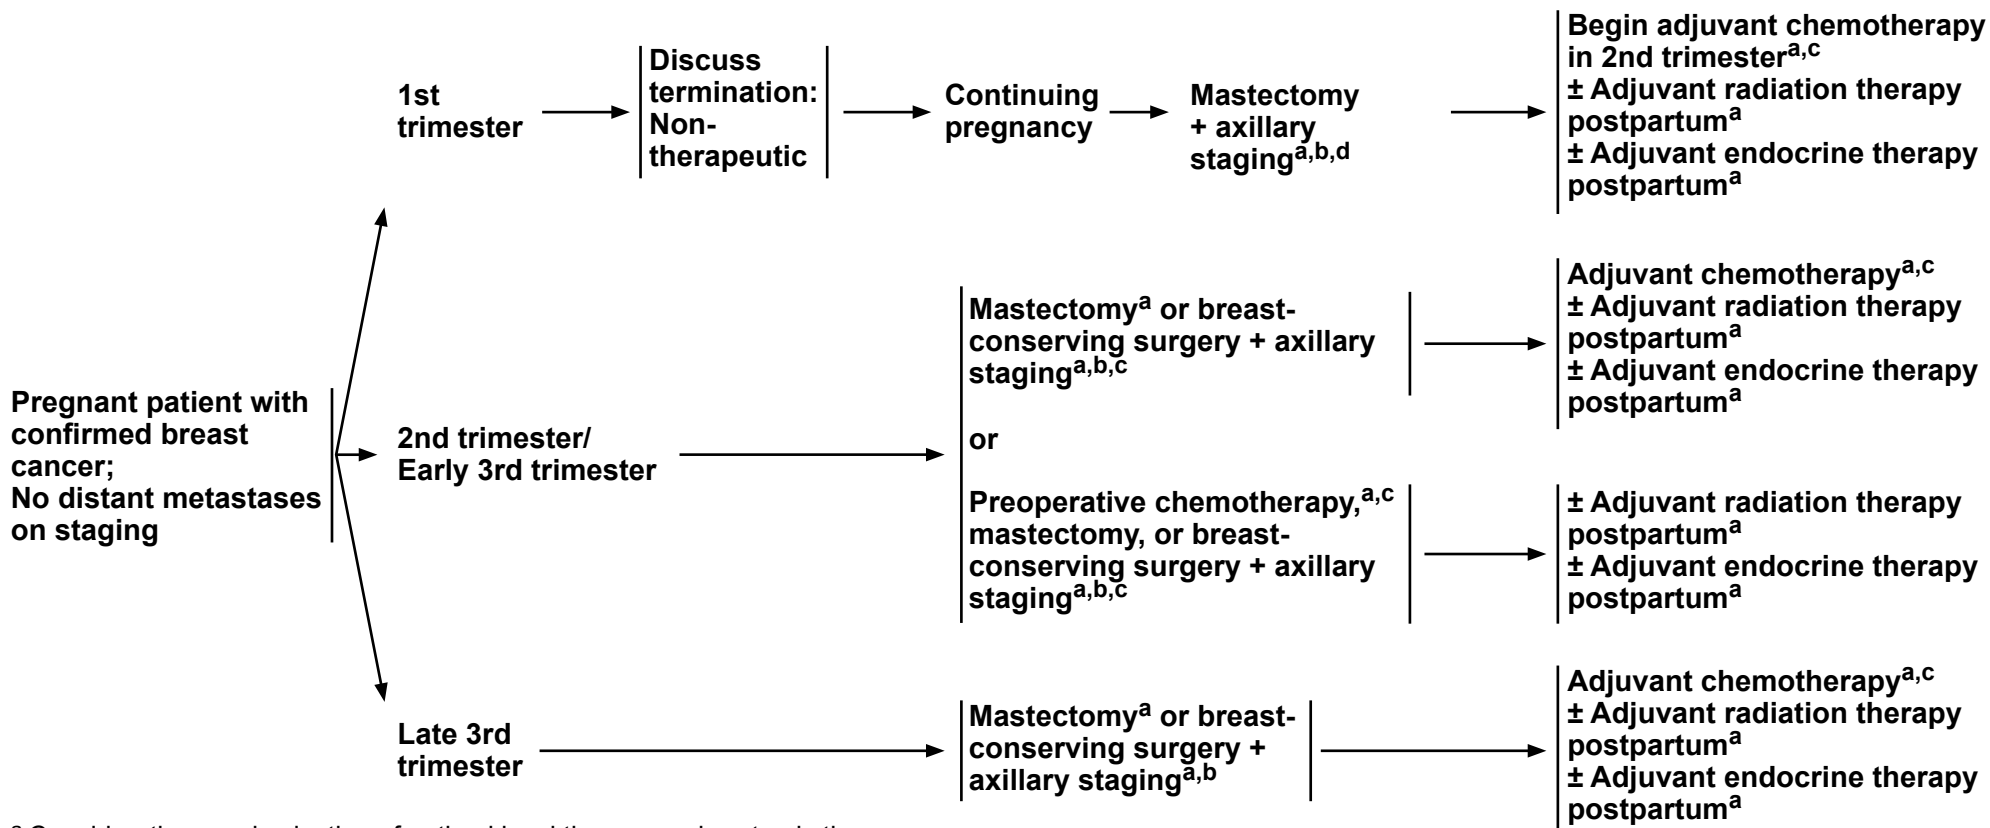 Pregnant patient with
confirmed breast
cancer;
No distant metastases
on staging
1st
trimester
Discuss
termination:
Non-
therapeutic
Continuing
pregnancy
Mastectomy
+ axillary
staginga,b,d
Begin adjuvant chemotherapy
in 2nd trimestera,c
± Adjuvant radiation therapy
postpartuma
± Adjuvant endocrine therapy
postpartuma
2nd trimester/
Early 3rd trimester
Mastectomya or breast-
conserving surgery + axillary
staginga,b,c
Adjuvant chemotherapya,c
± Adjuvant radiation therapy
postpartuma
± Adjuvant endocrine therapy
postpartuma
or
Preoperative chemotherapy,a,c
mastectomy, or breast-
conserving surgery + axillary
staginga,b,c
± Adjuvant radiation therapy
postpartuma
± Adjuvant endocrine therapy
postpartuma
Late 3rd
trimester
Mastectomya or breast-
conserving surgery +
axillary staginga,b
Adjuvant chemotherapya,c
± Adjuvant radiation therapy
postpartuma
± Adjuvant endocrine therapy
postpartuma